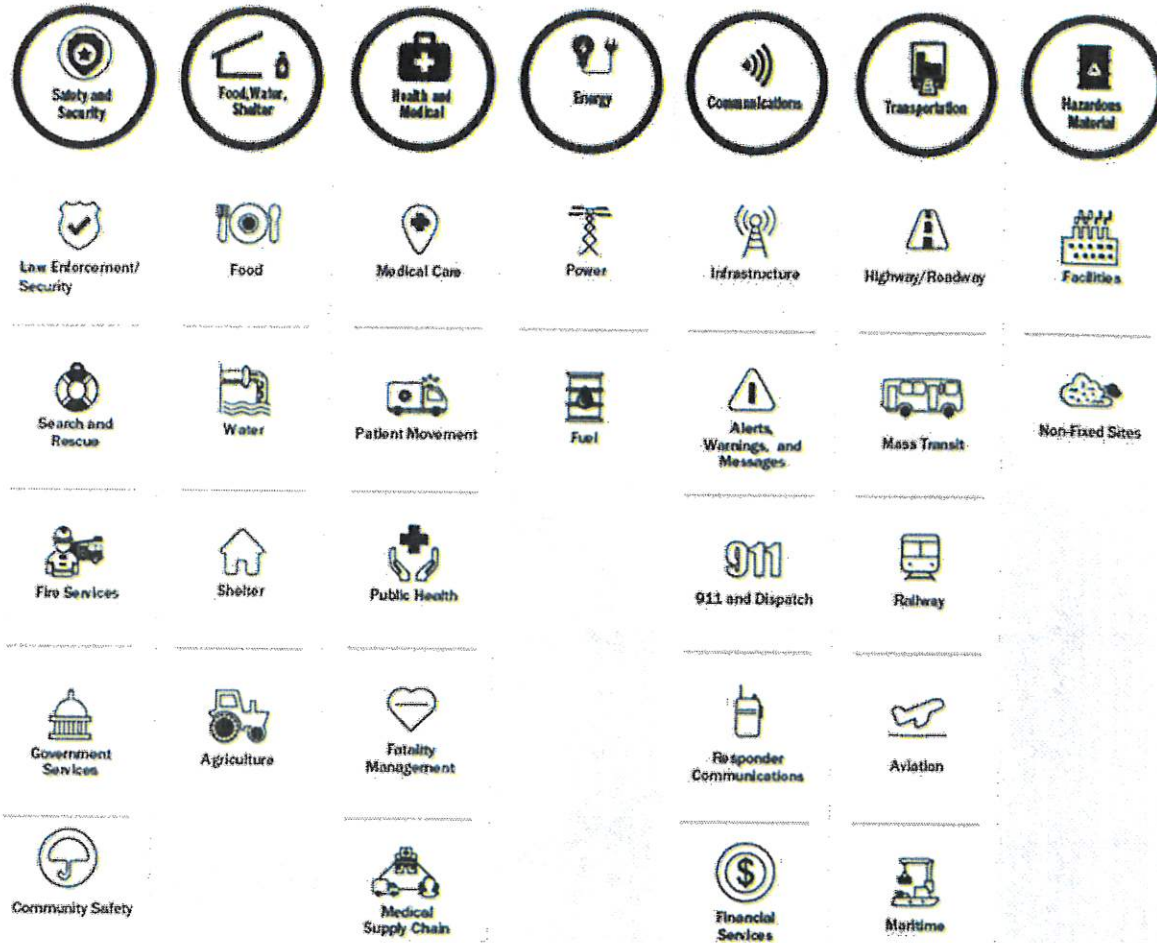 Safety and
Security
Food, Water,
Shelter
Health and
Medical
Energy
Communications
Transportation
Hazardous
Material
Law Enforcement/
Security
Food
Medical Care
Power
Infrastructure
Highway/Roadway
Facilities
Search and
Rescue
Water
Patient Movement
Fuel
Alerts,
Warnings, and
Messages
Mass Transit
Non-Fixed Sites
Fire Services
Shelter
Public Health
911
911 and Dispatch
Railway
Government
Services
Agriculture
Fatality
Management
Responder
Communications
Aviation
Community Safety
Medical
Supply Chain
$
Financial
Services
Maritime